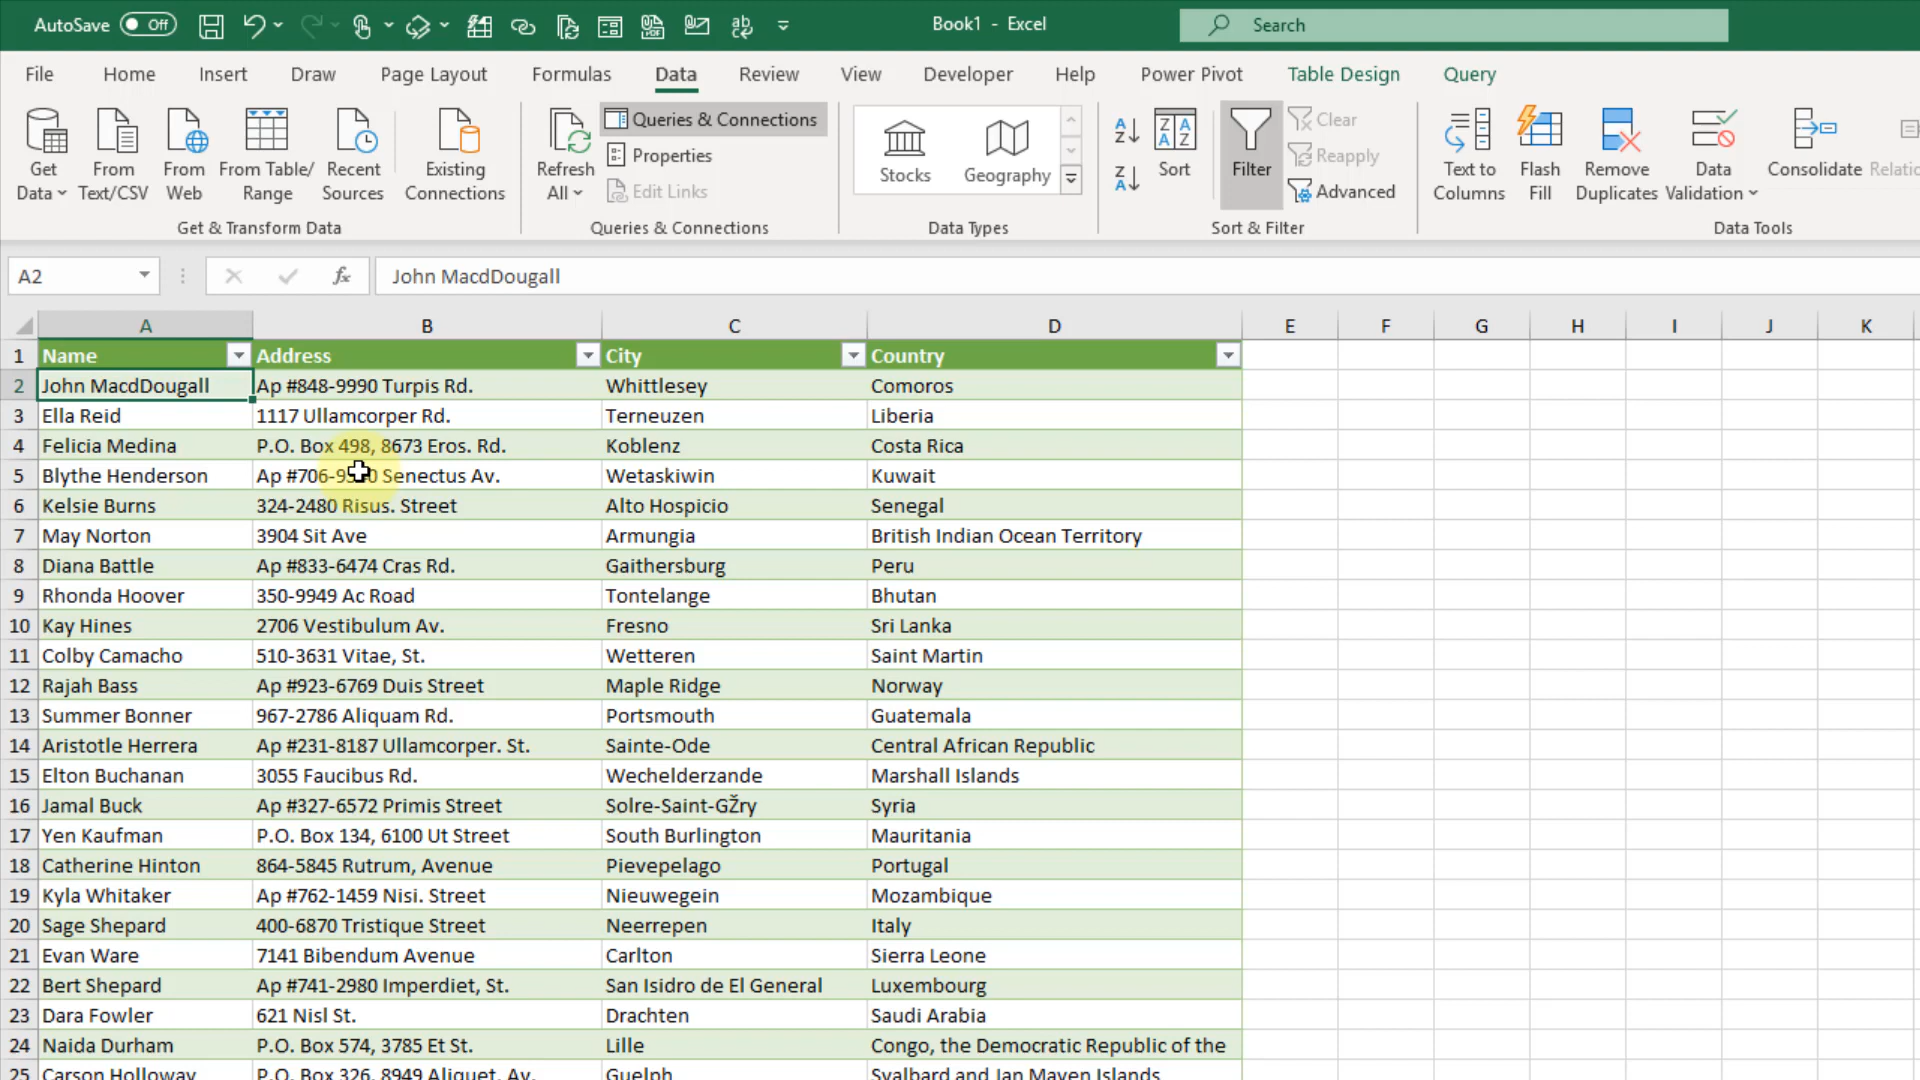 AutoSave Off Book1 - Excel Search
File Home Insert Draw Page Layout Formulas Data Review View Developer Help Power Pivot Table Design Query
Get Data From Text/CSV From Web From Table/ Range Recent Sources Existing Connections
Get & Transform Data
Refresh All Queries & Connections
Properties
Edit Links
Queries & Connections
Stocks Geography
Data Types
Sort Filter Clear
Reapply
Advanced
Sort & Filter
Text to Columns Flash Fill Remove Duplicates Data Validation Consolidate Relatic
Data Tools
A2 fx John MacdDougall
A B C D E F G H I J K
1 Name Address City Country
2 John MacdDougall Ap #848-9990 Turpis Rd. Whittlesey Comoros
3 Ella Reid 1117 Ullamcorper Rd. Terneuzen Liberia
4 Felicia Medina P.O. Box 498, 8673 Eros. Rd. Koblenz Costa Rica
5 Blythe Henderson Ap Senectus Av. Wetaskiwin Kuwait
6 Kelsie Burns 324-2480 Risus. Street Alto Hospicio Senegal
7 May Norton 3904 Sit Ave Armungia British Indian Ocean Territory
8 Diana Battle Ap #833-6474 Cras Rd. Gaithersburg Peru
9 Rhonda Hoover 350-9949 Ac Road Tontelange Bhutan
10 Kay Hines 2706 Vestibulum Av. Fresno Sri Lanka
11 Colby Camacho 510-3631 Vitae, St. Wetteren Saint Martin
12 Rajah Bass Ap #923-6769 Duis Street Maple Ridge Norway
13 Summer Bonner 967-2786 Aliquam Rd. Portsmouth Guatemala
14 Aristotle Herrera Ap #231-8187 Ullamcorper. St. Sainte-Ode Central African Republic
15 Elton Buchanan 3055 Faucibus Rd. Wechelderzande Marshall Islands
16 Jamal Buck Ap #327-6572 Primis Street Solre-Saint-GŽry Syria
17 Yen Kaufman P.O. Box 134, 6100 Ut Street South Burlington Mauritania
18 Catherine Hinton 864-5845 Rutrum, Avenue Pievepelago Portugal
19 Kyla Whitaker Ap #762-1459 Nisi. Street Nieuwegein Mozambique
20 Sage Shepard 400-6870 Tristique Street Neerrepen Italy
21 Evan Ware 7141 Bibendum Avenue Carlton Sierra Leone
22 Bert Shepard Ap #741-2980 Imperdiet, St. San Isidro de El General Luxembourg
23 Dara Fowler 621 Nisl St. Drachten Saudi Arabia
24 Naida Durham P.O. Box 574, 3785 Et St. Lille Congo, the Democratic Republic of the
25 Carson Holloway P.O. Box 326, 8949 Aliquet. Av. Guelph Svalbard and Jan Mayen Islands